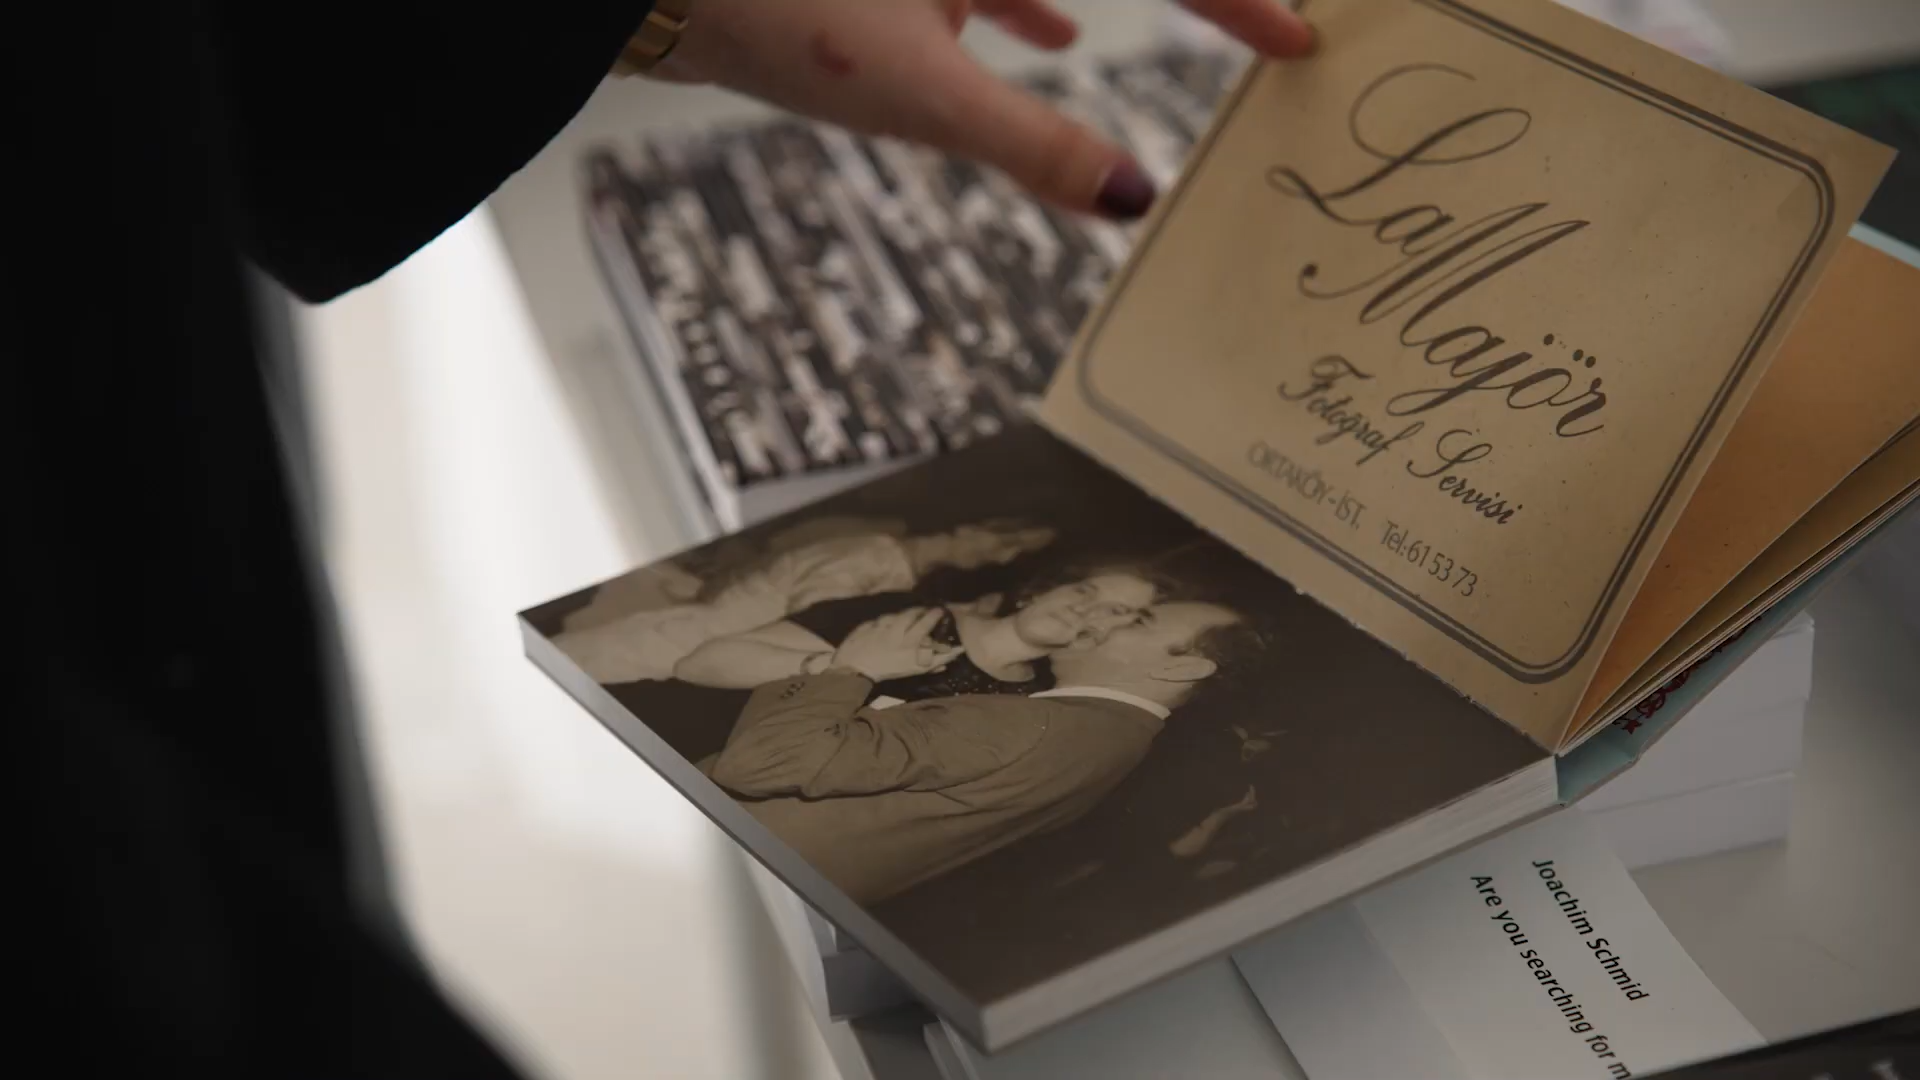 La
Majör
Fotoğraf Servisi
ORTAKÖY-İST. Tel:61 53 73
Joachim Schmid
Are you searching for